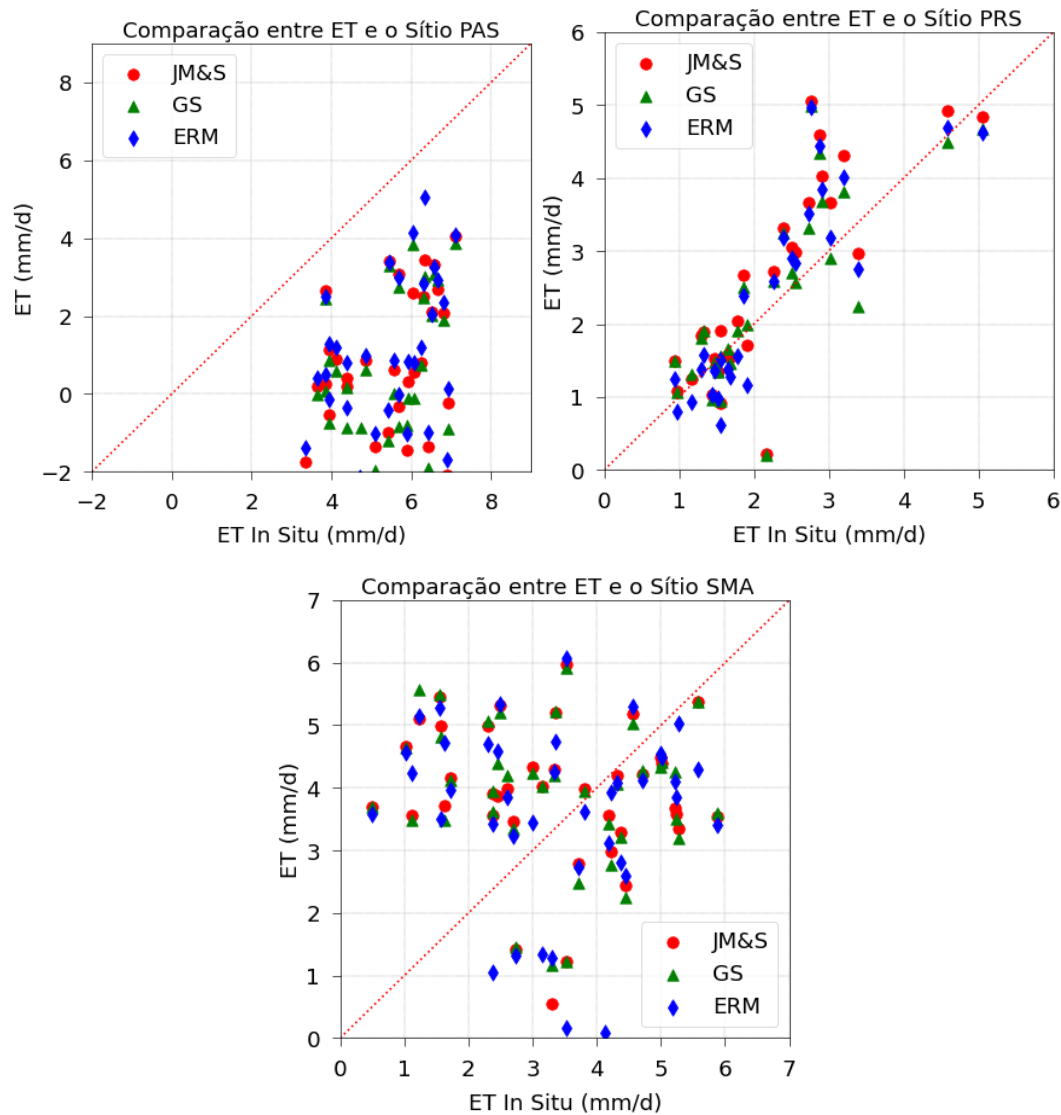 Comparação entre ET e o Sítio PAS
JM&S
GS
ERM
ET (mm/d)
8
6
4
2
0
−2
−2
0
2
4
6
8
ET In Situ (mm/d)
Comparação entre ET e o Sítio PRS
JM&S
GS
ERM
ET (mm/d)
6
5
4
3
2
1
0
0
1
2
3
4
5
6
ET In Situ (mm/d)
Comparação entre ET e o Sítio SMA
ET (mm/d)
7
6
5
4
3
2
1
0
JM&S
GS
ERM
0
1
2
3
4
5
6
7
ET In Situ (mm/d)